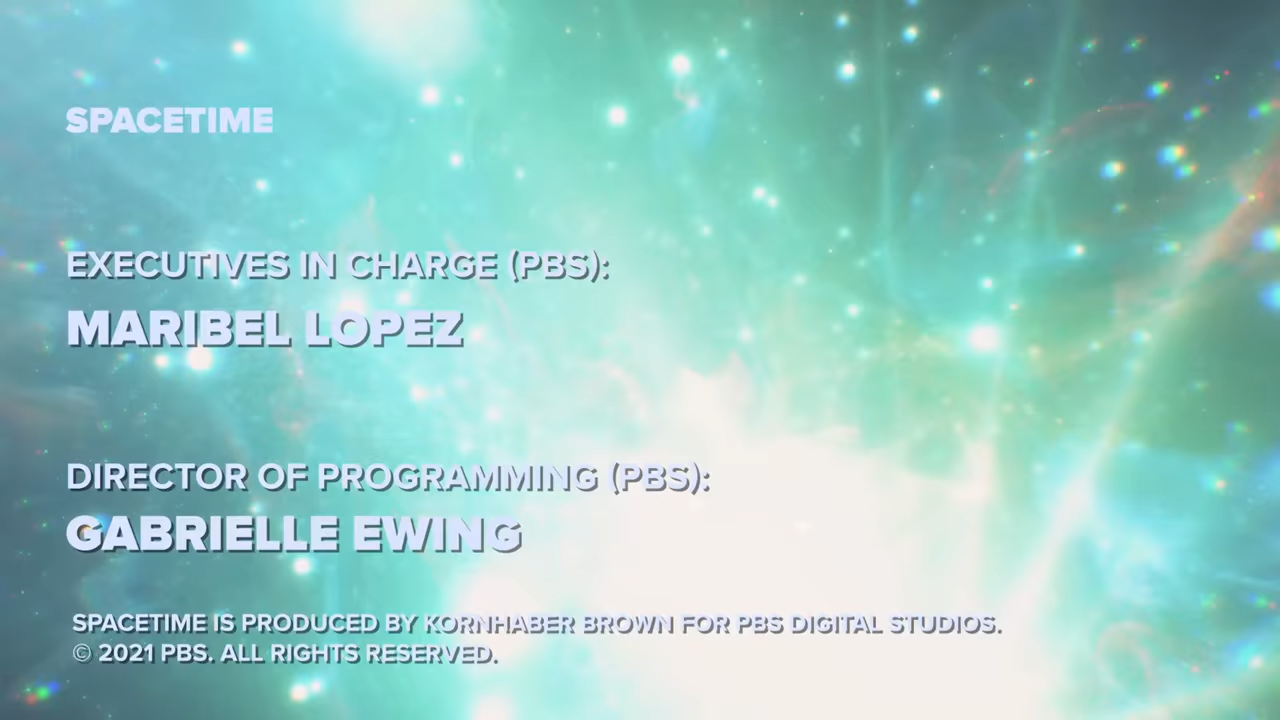 SPACETIME
EXECUTIVES IN CHARGE (PBS):
MARIBEL LOPEZ
DIRECTOR OF PROGRAMMING (PBS):
GABRIELLE EWING
SPACETIME IS PRODUCED BY KORNHABER BROWN FOR PBS DIGITAL STUDIOS.
© 2021 PBS. ALL RIGHTS RESERVED.